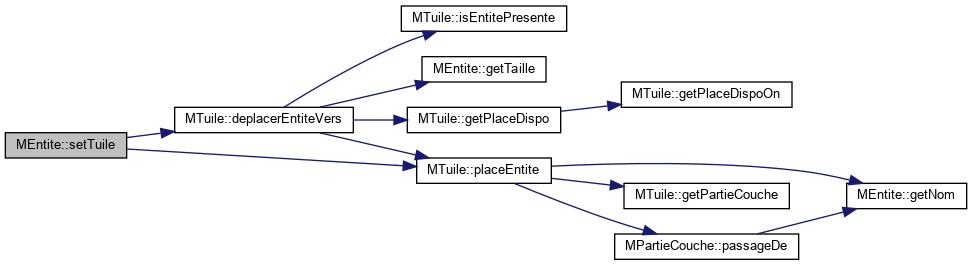 MTuile::isEntitePresente
MEntite::getTaille
MTuile::getPlaceDispoOn
MTuile::deplacerEntiteVers
MTuile::getPlaceDispo
MEntite::setTuile
MTuile::placeEntite
MTuile::getPartieCouche
MEntite::getNom
MPartieCouche::passageDe